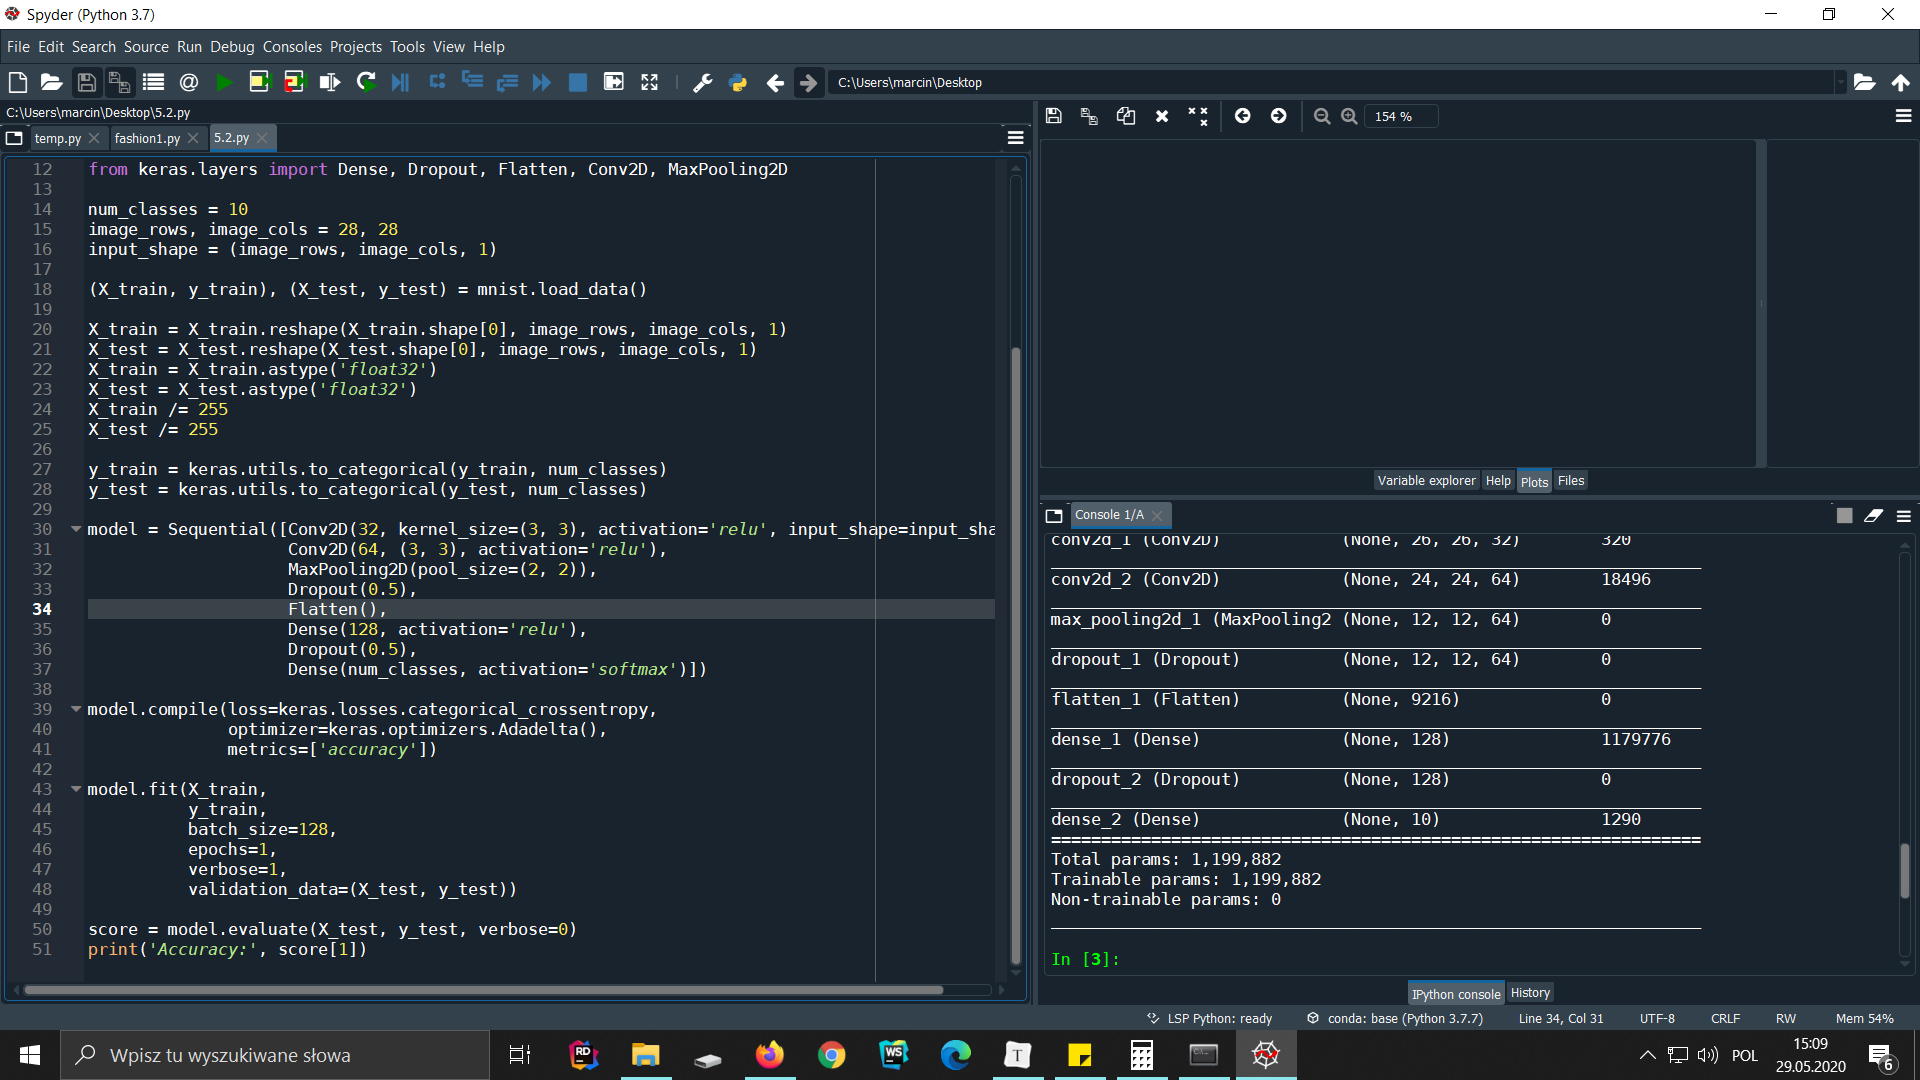 Spyder (Python 3.7)
File Edit Search Source Run Debug Consoles Projects Tools View Help
C:\Users\marcin\Desktop
C:\Users\marcin\Desktop\5.2.py
temp.py fashion1.py 5.2.py
12 from keras.layers import Dense, Dropout, Flatten, Conv2D, MaxPooling2D
13
14 num_classes = 10
15 image_rows, image_cols = 28, 28
16 input_shape = (image_rows, image_cols, 1)
17
18 (X_train, y_train), (X_test, y_test) = mnist.load_data()
19
20 X_train = X_train.reshape(X_train.shape[0], image_rows, image_cols, 1)
21 X_test = X_test.reshape(X_test.shape[0], image_rows, image_cols, 1)
22 X_train = X_train.astype('float32')
23 X_test = X_test.astype('float32')
24 X_train /= 255
25 X_test /= 255
26
27 y_train = keras.utils.to_categorical(y_train, num_classes)
28 y_test = keras.utils.to_categorical(y_test, num_classes)
29
30 model = Sequential([Conv2D(32, kernel_size=(3, 3), activation='relu', input_shape=input_sha
31 Conv2D(64, (3, 3), activation='relu'),
32 MaxPooling2D(pool_size=(2, 2)),
33 Dropout(0.5),
34 Flatten(),
35 Dense(128, activation='relu'),
36 Dropout(0.5),
37 Dense(num_classes, activation='softmax')])
38
39 model.compile(loss=keras.losses.categorical_crossentropy,
40 optimizer=keras.optimizers.Adadelta(),
41 metrics=['accuracy'])
42
43 model.fit(X_train,
44 y_train,
45 batch_size=128,
46 epochs=1,
47 verbose=1,
48 validation_data=(X_test, y_test))
49
50 score = model.evaluate(X_test, y_test, verbose=0)
51 print('Accuracy:', score[1])
154 %
Variable explorer Help Plots Files
Console 1/A
conv2d_1 (Conv2D) (None, 26, 26, 32) 320
conv2d_2 (Conv2D) (None, 24, 24, 64) 18496
max_pooling2d_1 (MaxPooling2 (None, 12, 12, 64) 0
dropout_1 (Dropout) (None, 12, 12, 64) 0
flatten_1 (Flatten) (None, 9216) 0
dense_1 (Dense) (None, 128) 1179776
dropout_2 (Dropout) (None, 128) 0
dense_2 (Dense) (None, 10) 1290
=================================================================
Total params: 1,199,882
Trainable params: 1,199,882
Non-trainable params: 0
In [3]:
IPython console History
LSP Python: ready conda: base (Python 3.7.7) Line 34, Col 31 UTF-8 CRLF RW Mem 54%
Wpisz tu wyszukiwane słowa
RD
WS
T
POL
15:09
29.05.2020
6